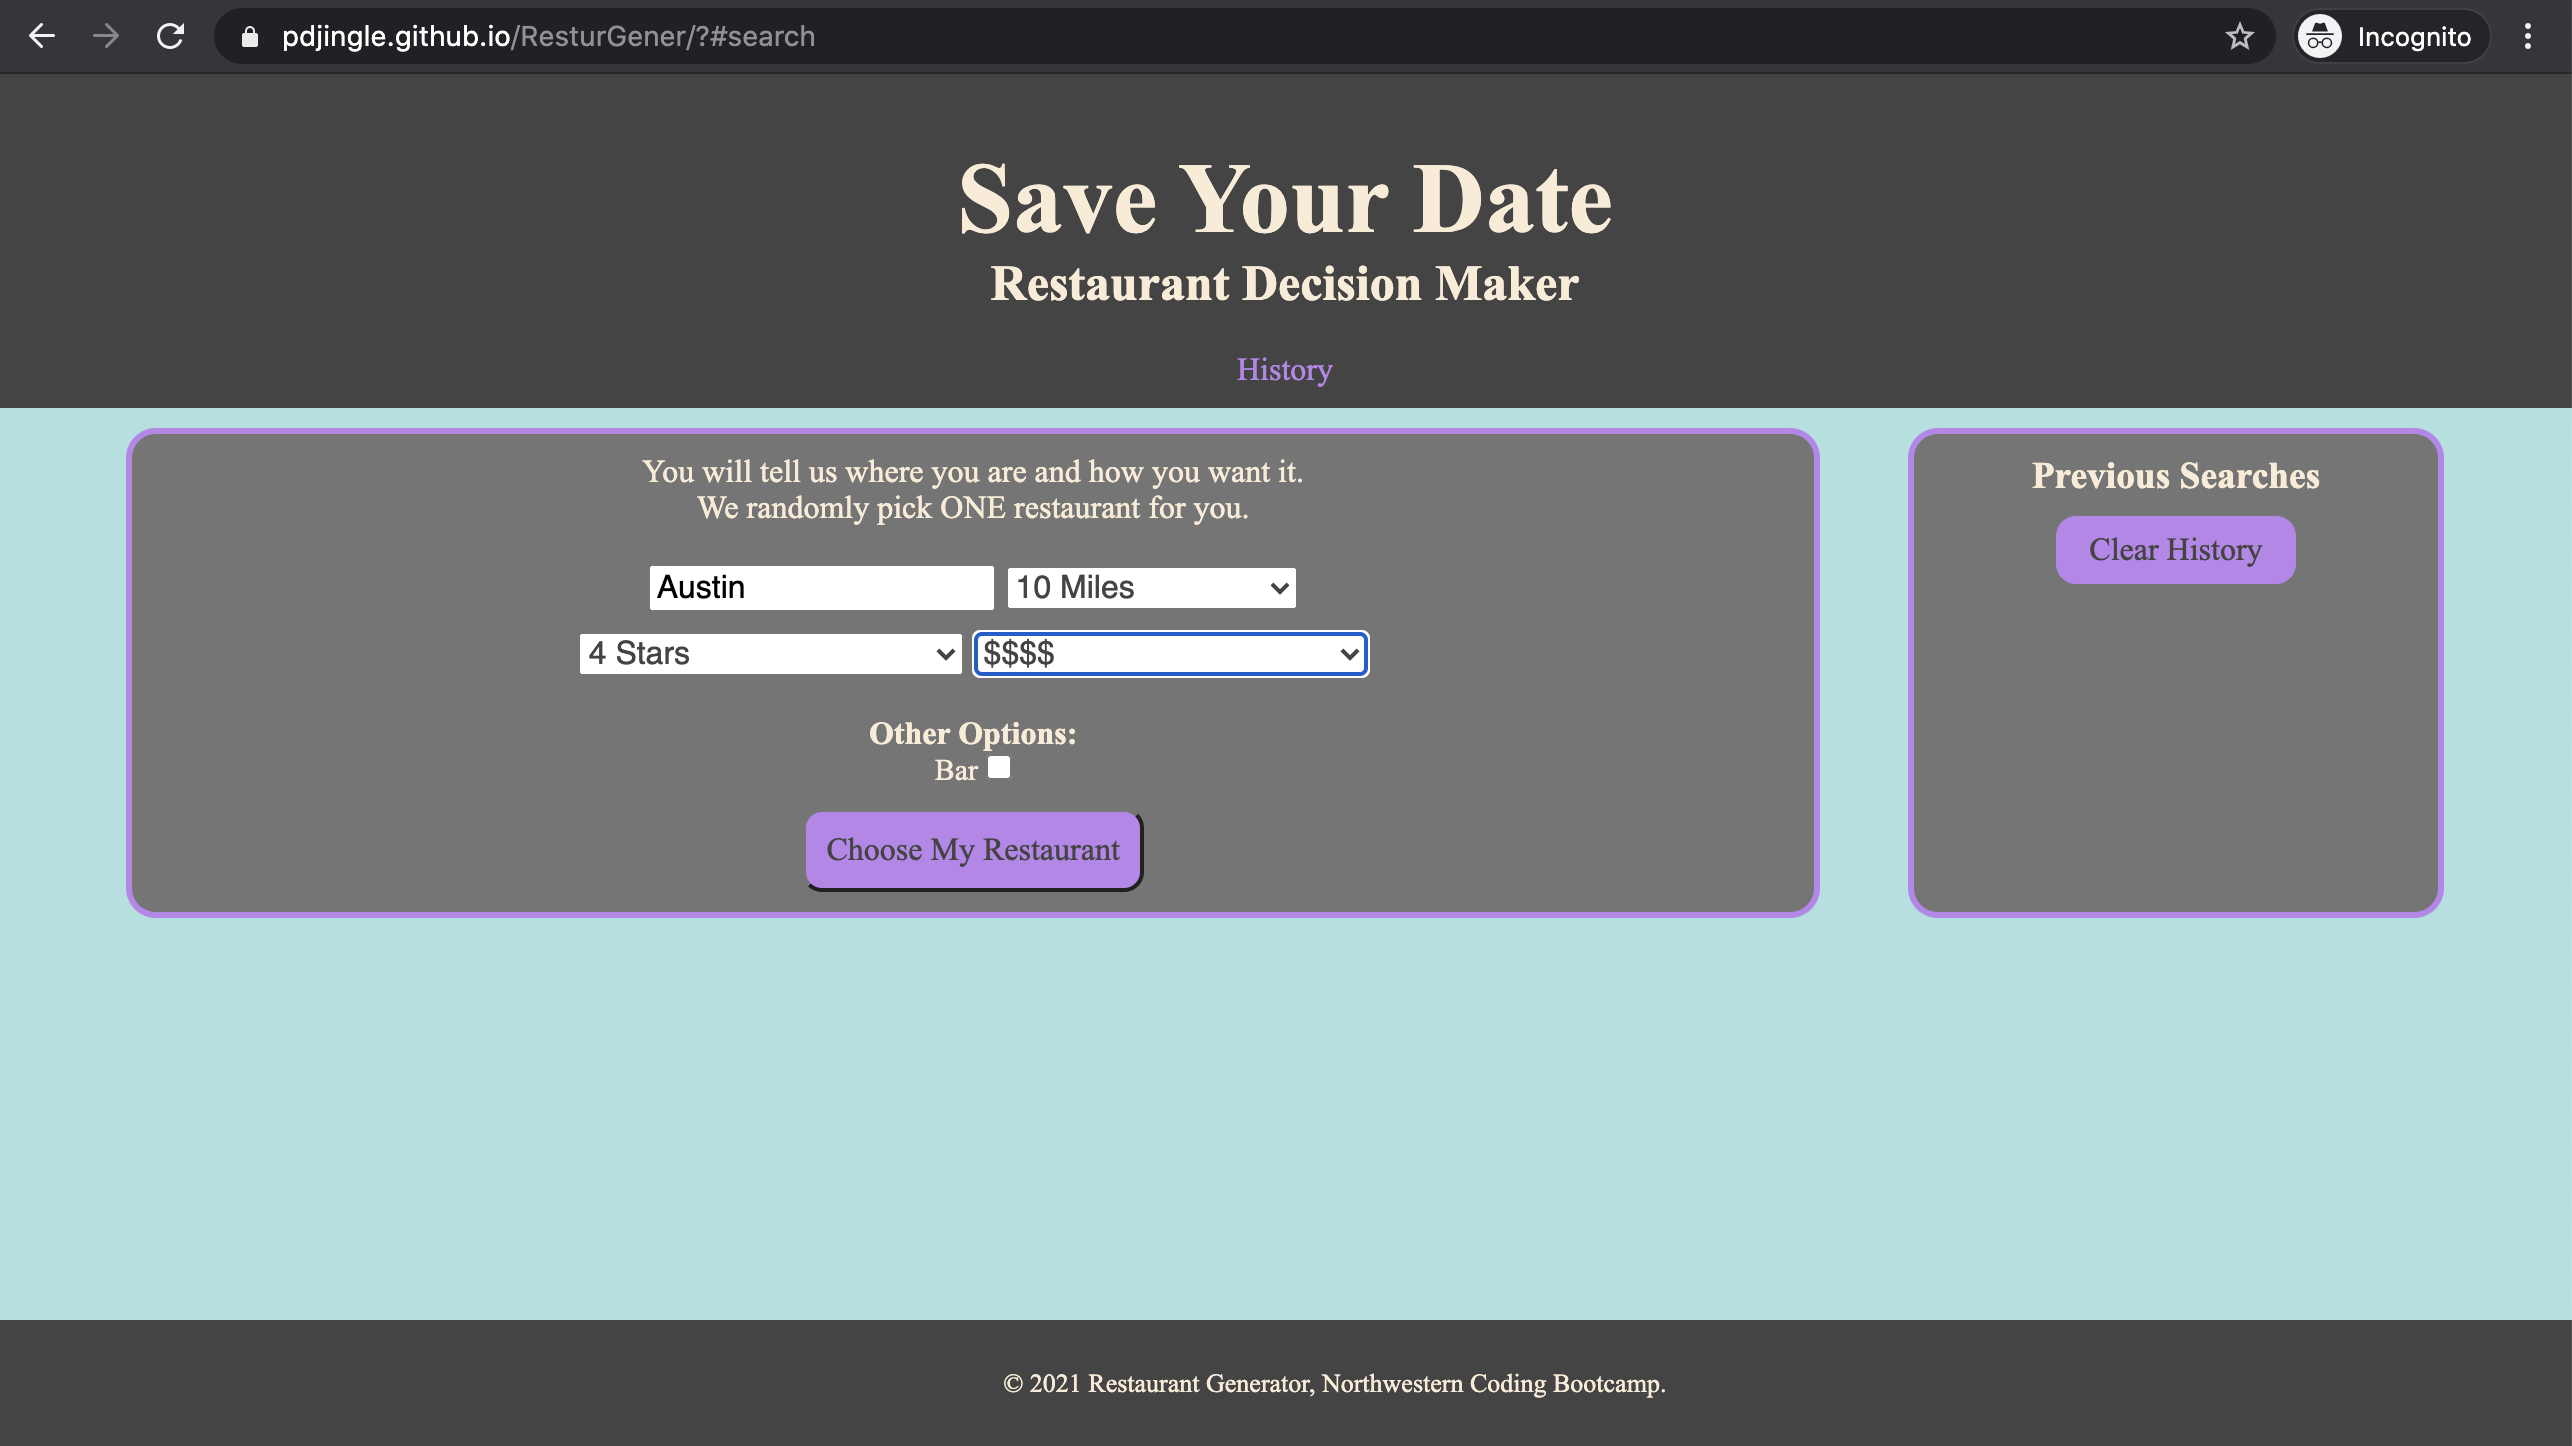 pdjingle.github.io/ResturGener/?#search
Incognito
Save Your Date
Restaurant Decision Maker
History
You will tell us where you are and how you want it.
We randomly pick ONE restaurant for you.
Austin
10 Miles
4 Stars
$$$$
Other Options:
Bar
Choose My Restaurant
Previous Searches
Clear History
© 2021 Restaurant Generator, Northwestern Coding Bootcamp.